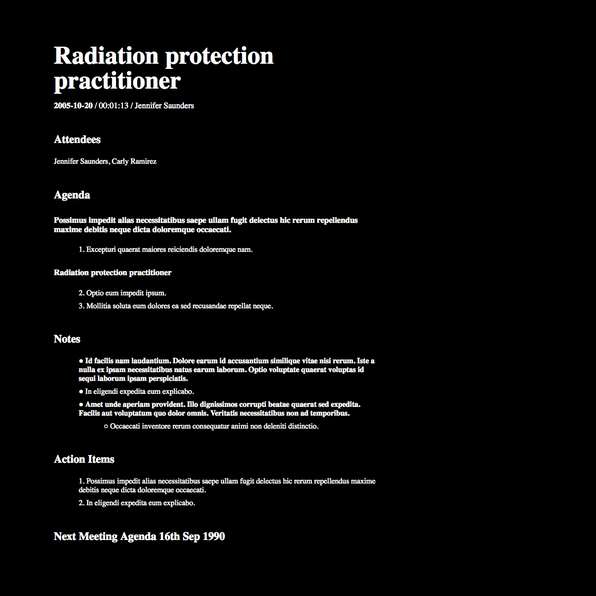 Radiation protection
practitioner
2005-10-20 / 00:01:13 / Jennifer Saunders
Attendees
Jennifer Saunders, Carly Ramirez
Agenda
Possimus impedit alias necessitatibus saepe ullam fugit delectus hic rerum repellendus
maxime debitis neque dicta doloremque occaecati.
1. Excepturi quaerat maiores reiciendis doloremque nam.
Radiation protection practitioner
2. Optio eum impedit ipsum.
3. Mollitia soluta eum dolores ea sed recusandae repellat neque.
Notes
● Id facilis nam laudantium. Dolore earum id accusantium similique vitae nisi rerum. Iste a
nulla ex ipsam necessitatibus natus earum laborum. Optio voluptate quaerat voluptas id
sequi laborum ipsam perspiciatis.
● In eligendi expedita eum explicabo.
● Amet unde aperiam provident. Illo dignissimos corrupti beatae quaerat sed expedita.
Facilis aut voluptatum quo dolor omnis. Veritatis necessitatibus non ad temporibus.
○ Occaecati inventore rerum consequatur animi non deleniti distinctio.
Action Items
1. Possimus impedit alias necessitatibus saepe ullam fugit delectus hic rerum repellendus maxime
debitis neque dicta doloremque occaecati.
2. In eligendi expedita eum explicabo.
Next Meeting Agenda 16th Sep 1990